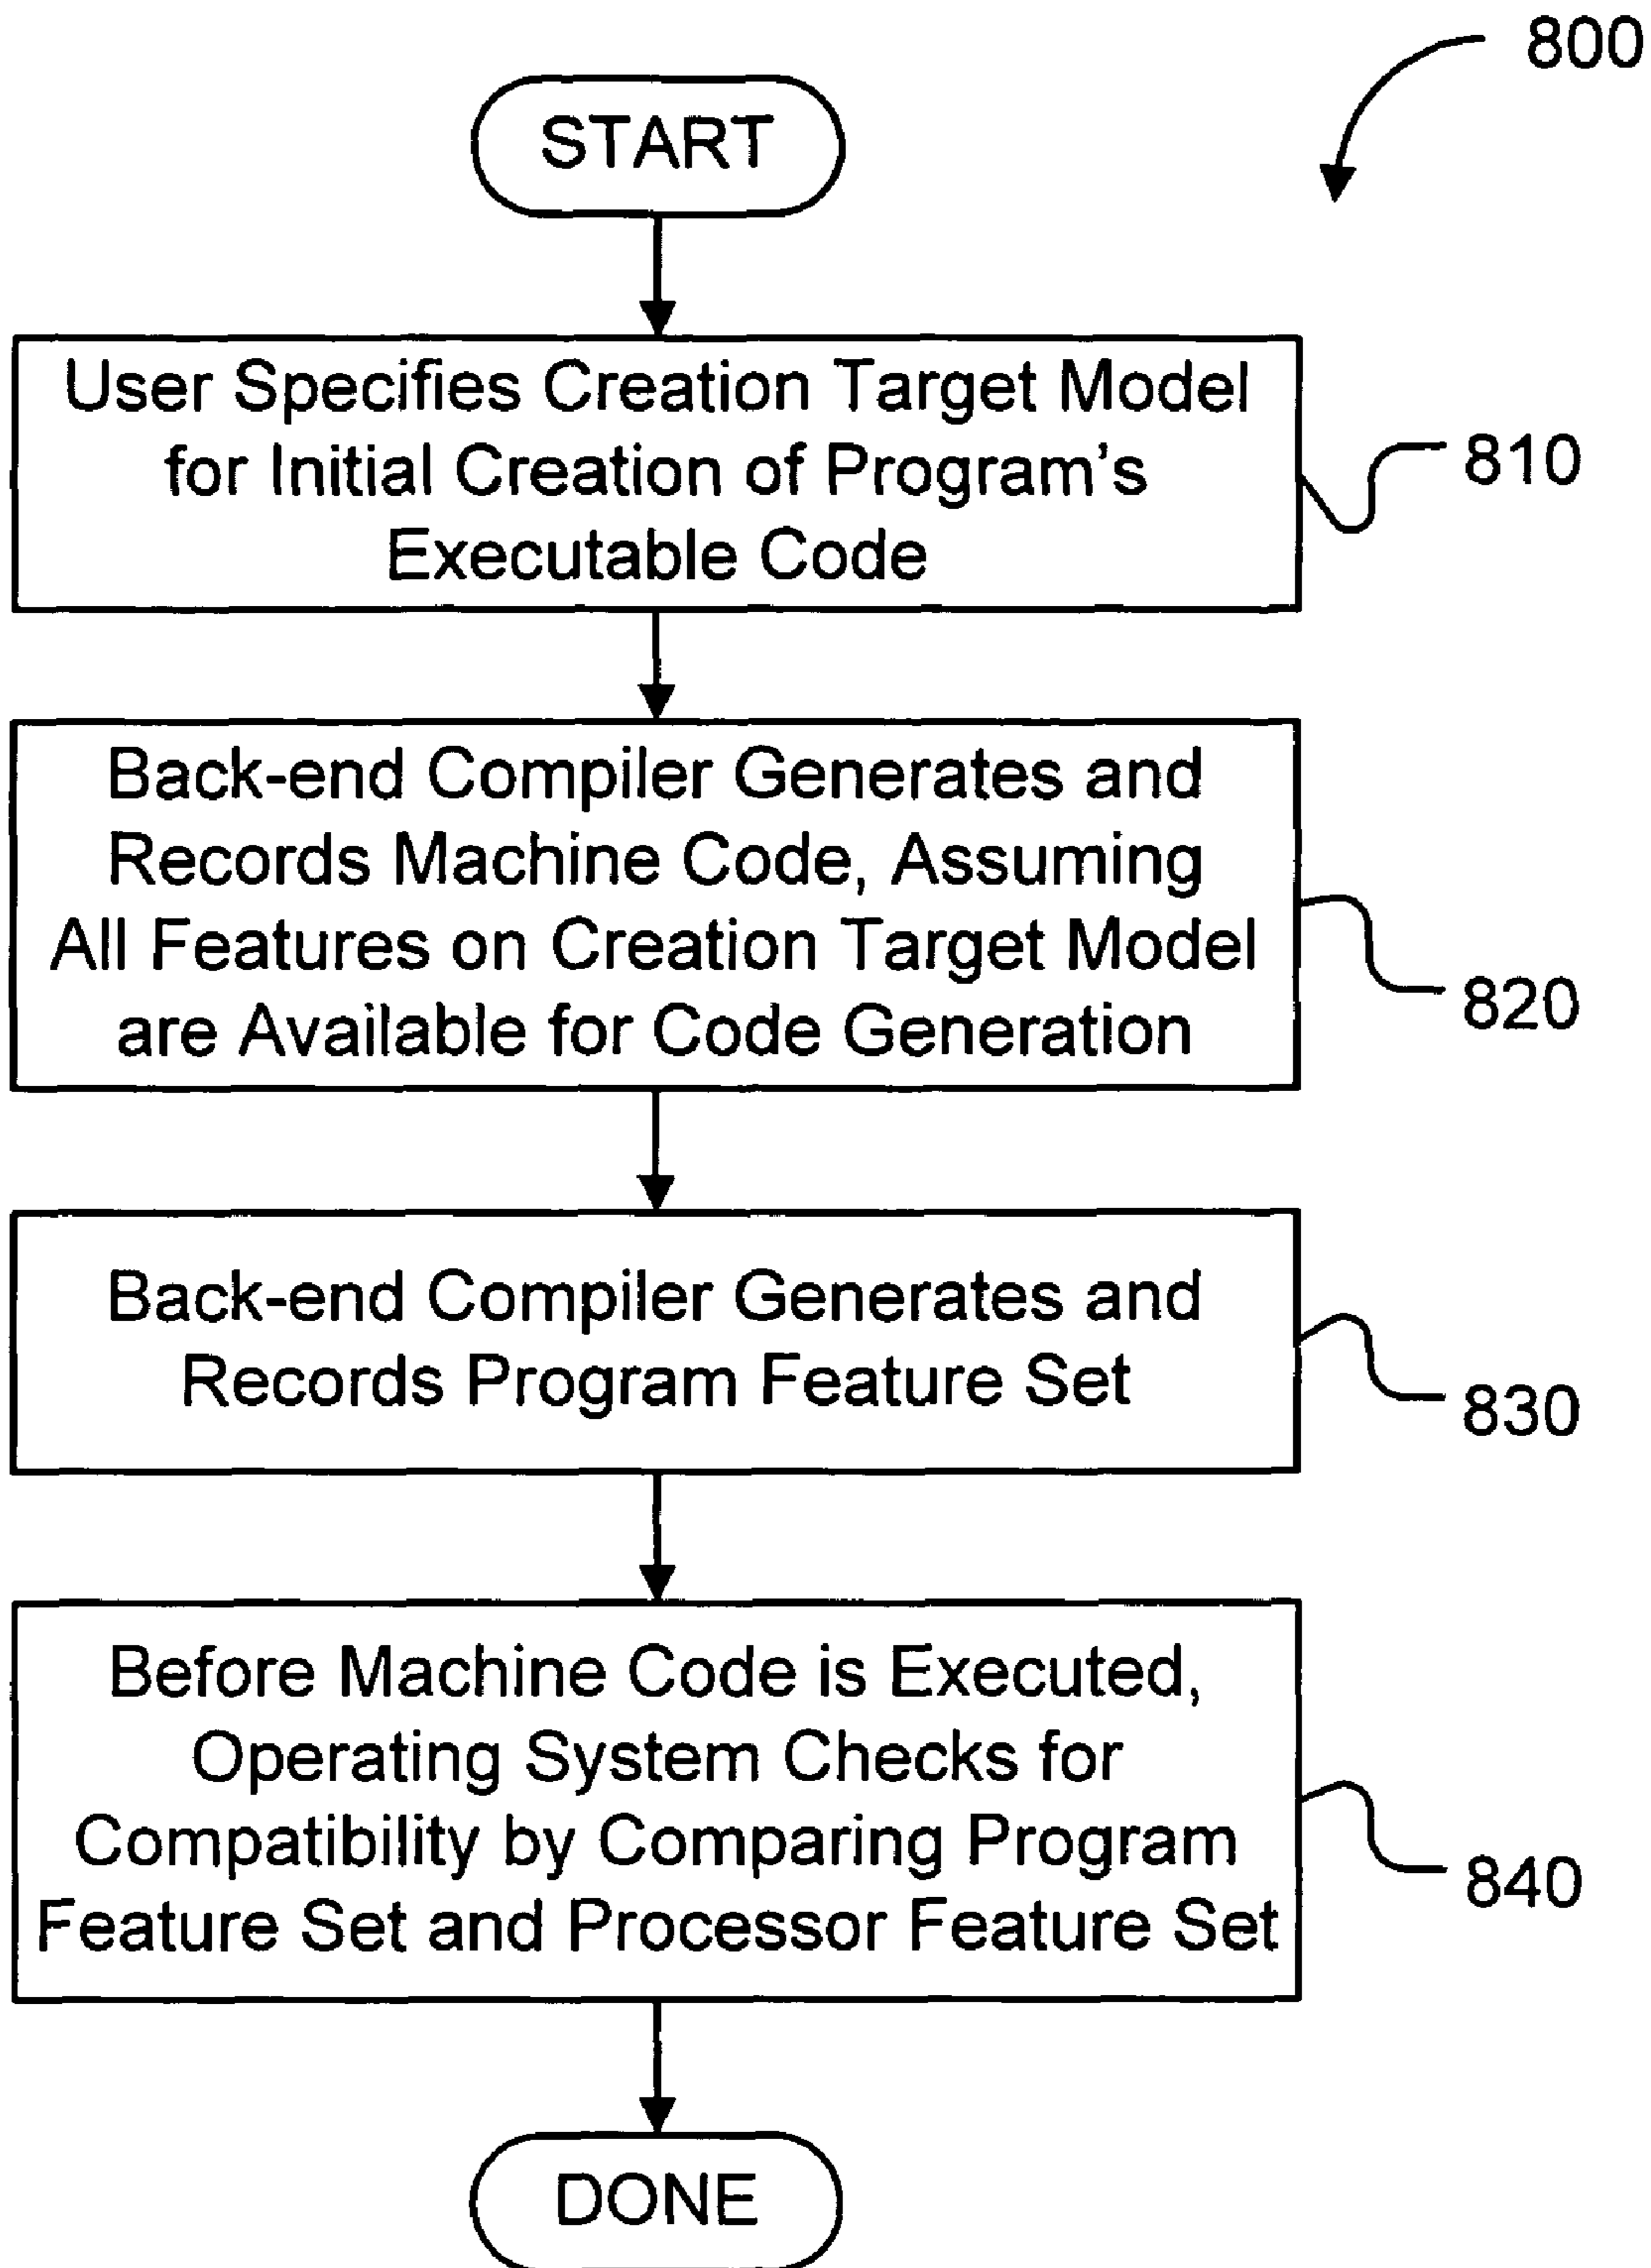 800
START
User Specifies Creation Target Model
for Initial Creation of Program's
Executable Code
810
Back-end Compiler Generates and
Records Machine Code, Assuming
All Features on Creation Target Model
are Available for Code Generation
820
Back-end Compiler Generates and
Records Program Feature Set
830
Before Machine Code is Executed,
Operating System Checks for
Compatibility by Comparing Program
Feature Set and Processor Feature Set
840
DONE